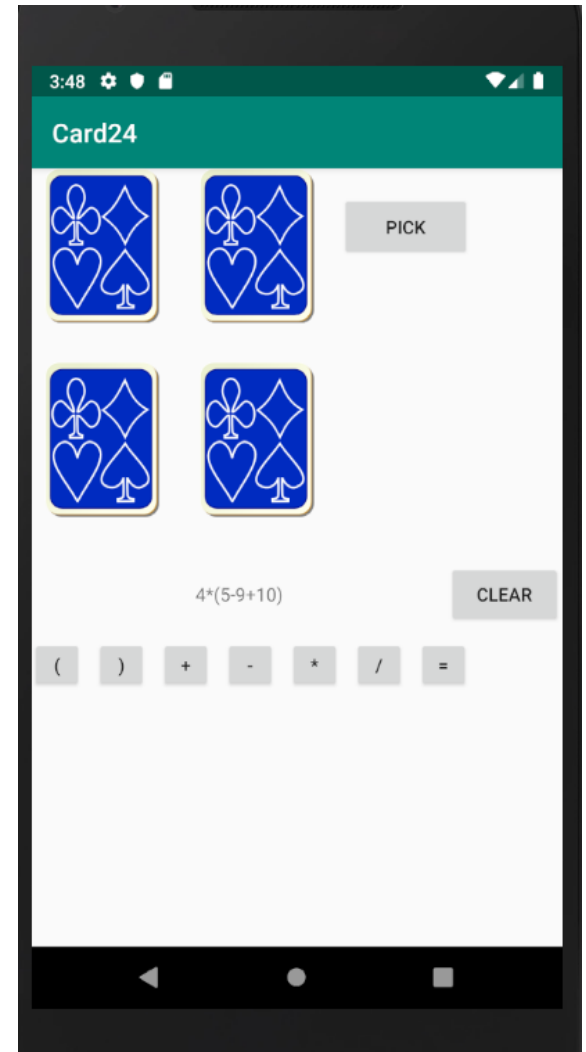 3:48
Card24
PICK
4*(5-9+10)
CLEAR
( ) + - * / =